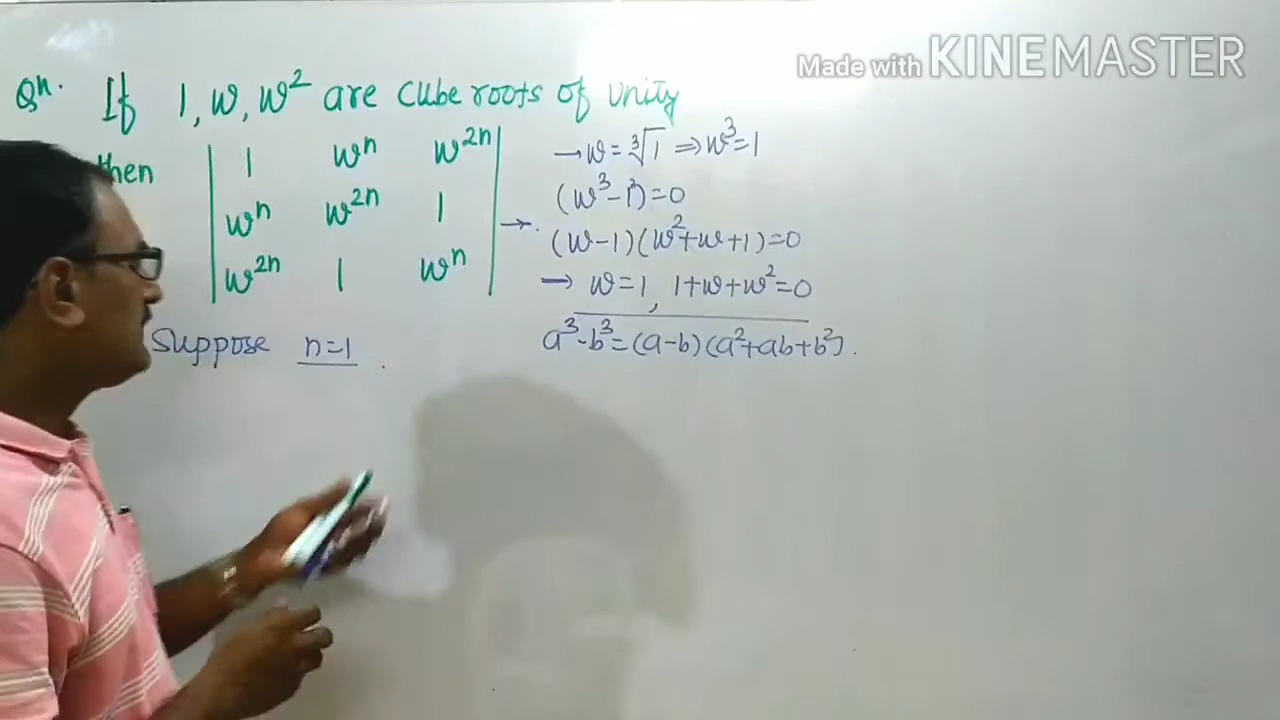 Made with KINEMASTER
Qn. If 1, w, w² are cube roots of unity
then | 1 wⁿ w²ⁿ |
| wⁿ w²ⁿ 1 | →.
| w²ⁿ 1 wⁿ |
→ w = ∛1 ⇒ w³=1
(w³-1³)=0
(w-1)(w²+w+1)=0
→ w=1, 1+w+w²=0
a³-b³=(a-b)(a²+ab+b²).
Suppose n=1.